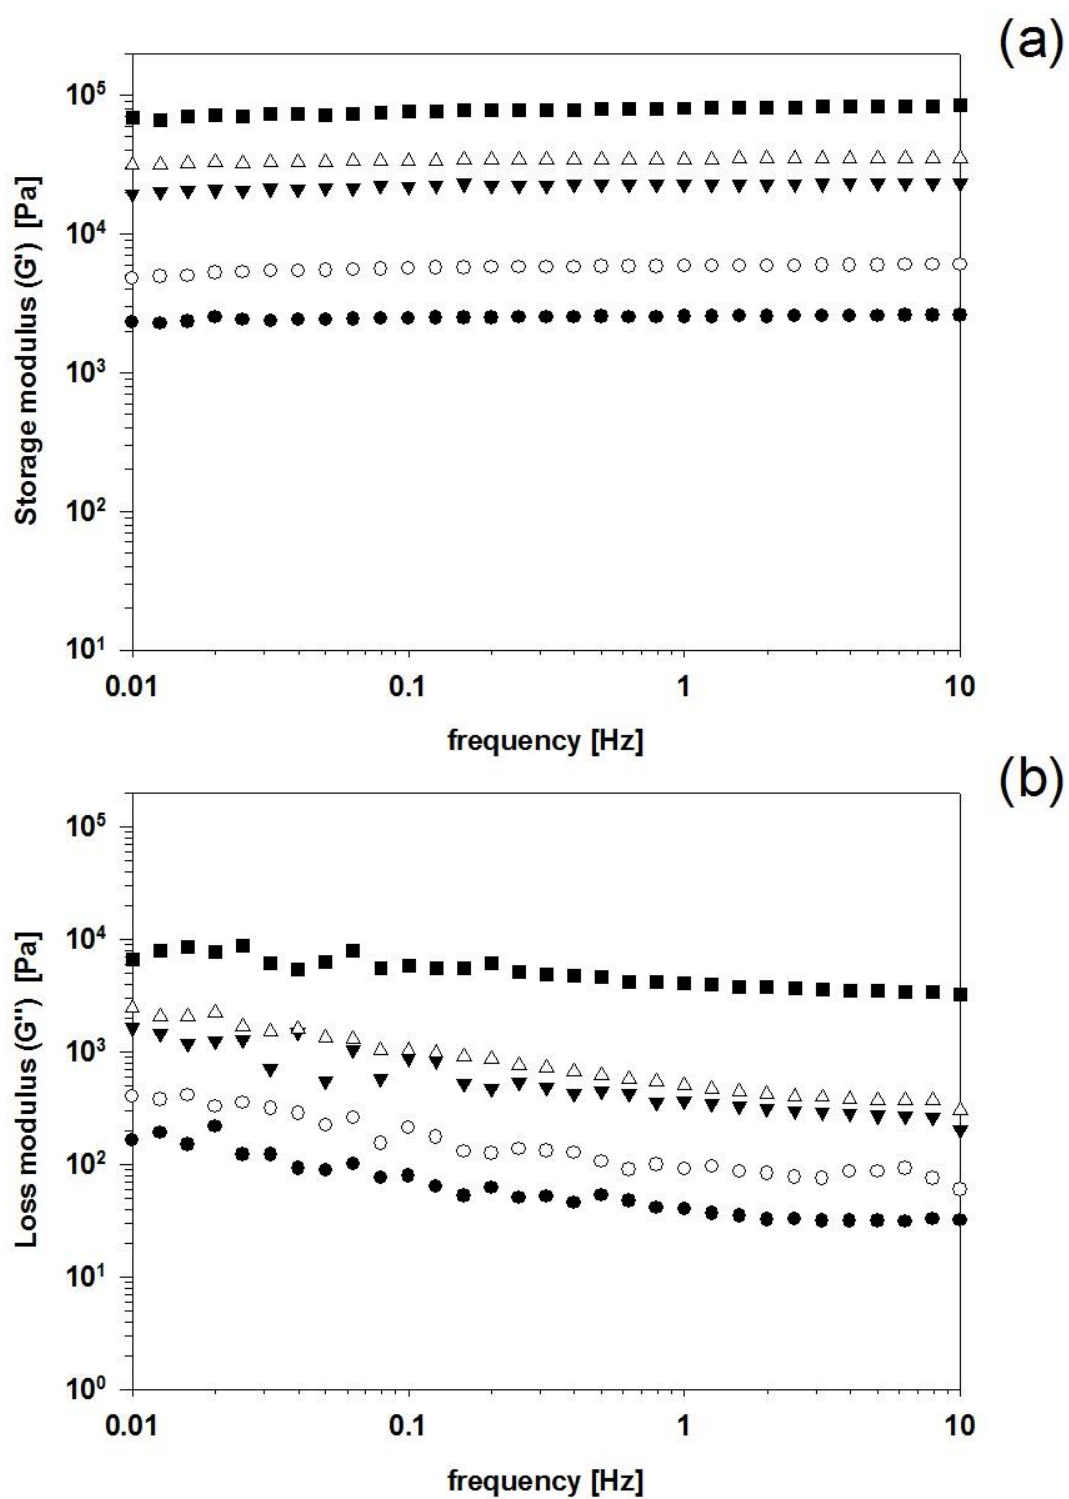 (a)
10⁵
10⁴
10³
10²
10¹
Storage modulus (G') [Pa]
0.01 0.1 1 10
frequency [Hz]
(b)
10⁵
10⁴
10³
10²
10¹
10⁰
Loss modulus (G'') [Pa]
0.01 0.1 1 10
frequency [Hz]